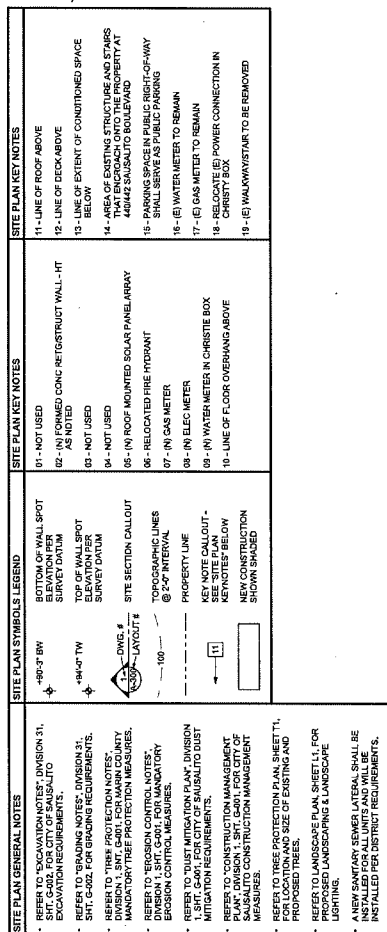 SITE PLAN GENERAL NOTES
• REFER TO "EXCAVATION NOTES", DIVISION 31,
SHT. G-002, FOR CITY OF SAUSALITO
EXCAVATION REQUIREMENTS.
• REFER TO "GRADING NOTES", DIVISION 31,
SHT. G-002, FOR GRADING REQUIREMENTS.
• REFER TO "TREE PROTECTION NOTES",
DIVISION 1, SHT. G-001, FOR MARIN COUNTY
MANDATORY TREE PROTECTION MEASURES.
• REFER TO "EROSION CONTROL NOTES",
DIVISION 1, SHT. G-001, FOR MANDATORY
EROSION CONTROL MEASURES.
• REFER TO "DUST MITIGATION PLAN", DIVISION
1, SHT. G-001, FOR CITY OF SAUSALITO DUST
MITIGATION REQUIREMENTS.
• REFER TO "CONSTRUCTION MANAGEMENT
PLAN", DIVISION 1, SHT. G-001, FOR CITY OF
SAUSALITO CONSTRUCTION MANAGEMENT
MEASURES.
• REFER TO TREE PROTECTION PLAN, SHEET T1,
FOR LOCATION AND SIZE OF EXISTING AND
PROPOSED TREES.
• REFER TO LANDSCAPE PLAN, SHEET L1, FOR
PROPOSED LANDSCAPING & LANDSCAPE
LIGHTING.
• A NEW SANITARY SEWER LATERAL SHALL BE
INSTALLED FOR ALL UNITS AND WILL BE
INSTALLED PER DISTRICT REQUIREMENTS.
SITE PLAN SYMBOLS LEGEND
+90'-3" BW
BOTTOM OF WALL SPOT
ELEVATION PER
SURVEY DATUM
+94'-0" TW
TOP OF WALL SPOT
ELEVATION PER
SURVEY DATUM
1
DWG. #
A-300
LAYOUT #
SITE SECTION CALLOUT
100
TOPOGRAPHIC LINES
@ 2'-0" INTERVAL
PROPERTY LINE
11
KEY NOTE CALLOUT -
SEE "SITE PLAN
KEYNOTES" BELOW
NEW CONSTRUCTION
SHOWN SHADED
SITE PLAN KEY NOTES
01 - NOT USED
02 - (N) FORMED CONC RETG/STRUCT WALL - HT
AS NOTED
03 - NOT USED
04 - NOT USED
05 - (N) ROOF MOUNTED SOLAR PANEL ARRAY
06 - RELOCATED FIRE HYDRANT
07 - (N) GAS METER
08 - (N) ELEC METER
09 - (N) WATER METER IN CHRISTIE BOX
10 - LINE OF FLOOR OVERHANG ABOVE
SITE PLAN KEY NOTES
11 - LINE OF ROOF ABOVE
12 - LINE OF DECK ABOVE
13 - LINE OF EXTENT OF CONDITIONED SPACE
BELOW
14 - AREA OF EXISTING STRUCTURE AND STAIRS
THAT ENCROACH ONTO THE PROPERTY AT
440/442 SAUSALITO BOULEVARD
15 - PARKING SPACE IN PUBLIC RIGHT-OF-WAY
SHALL SERVE AS PUBLIC PARKING
16 - (E) WATER METER TO REMAIN
17 - (E) GAS METER TO REMAIN
18 - RELOCATE (E) POWER CONNECTION IN
CHRISTY BOX
19 - (E) WALKWAY/STAIR TO BE REMOVED